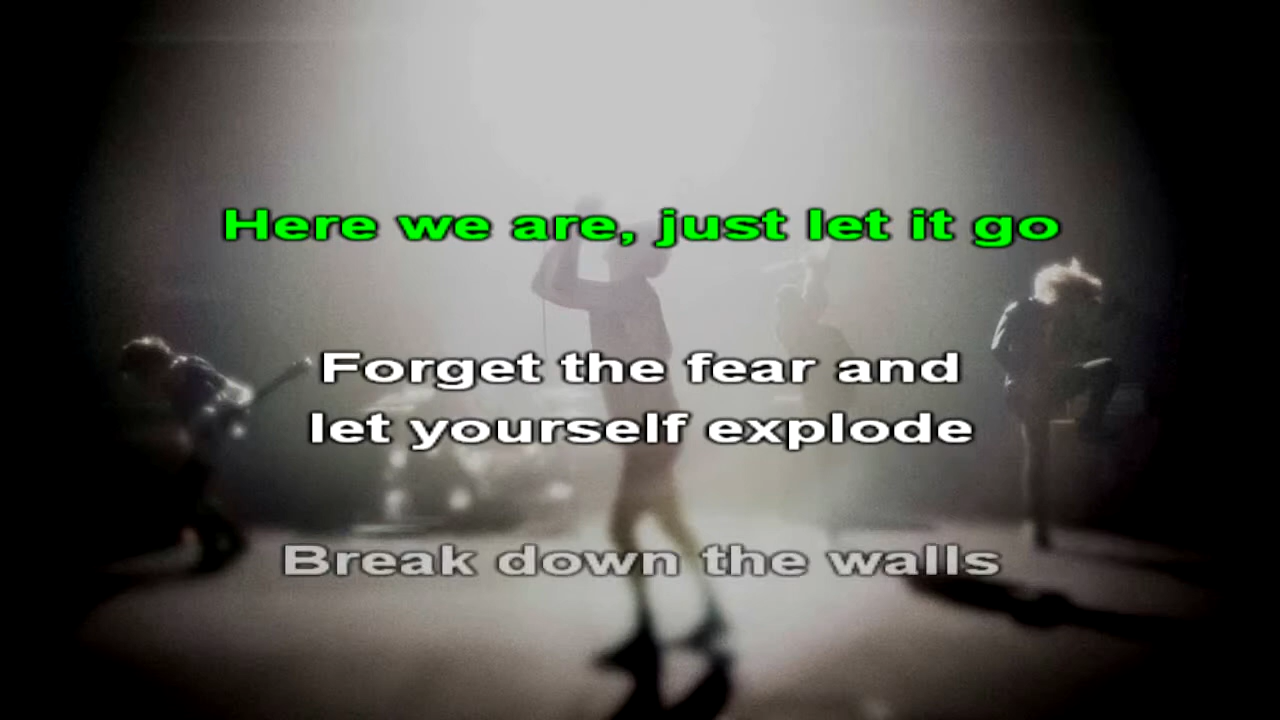 Here we are, just let it go
Forget the fear and
let yourself explode
Break down the walls